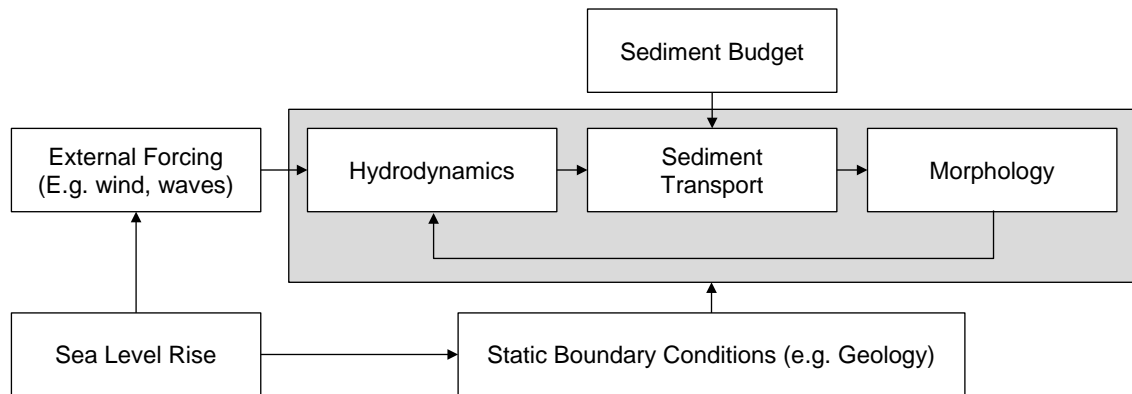 Sediment Budget
External Forcing
(E.g. wind, waves)
Hydrodynamics
Sediment
Transport
Morphology
Sea Level Rise
Static Boundary Conditions (e.g. Geology)